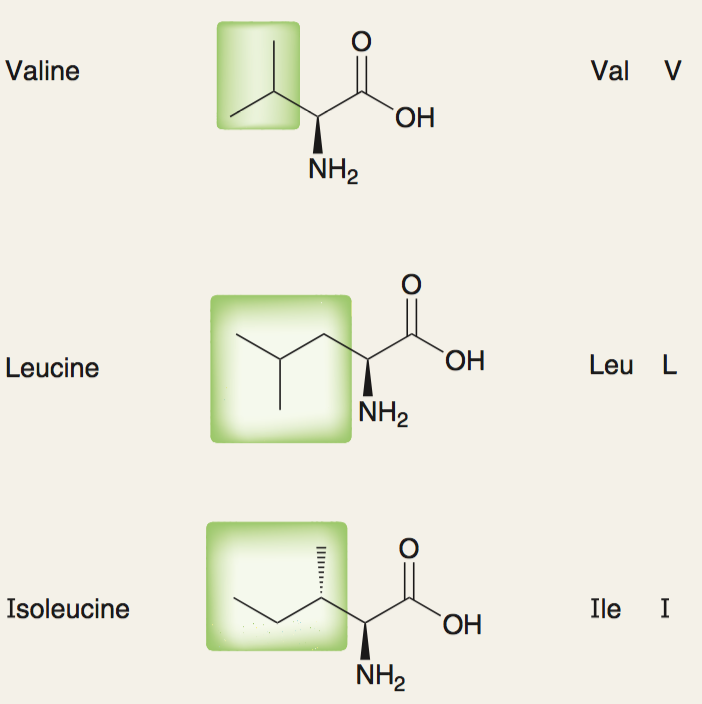 O
Valine Val V
OH
NH₂
O
Leucine OH Leu L
NH₂
O
Isoleucine OH Ile I
NH₂